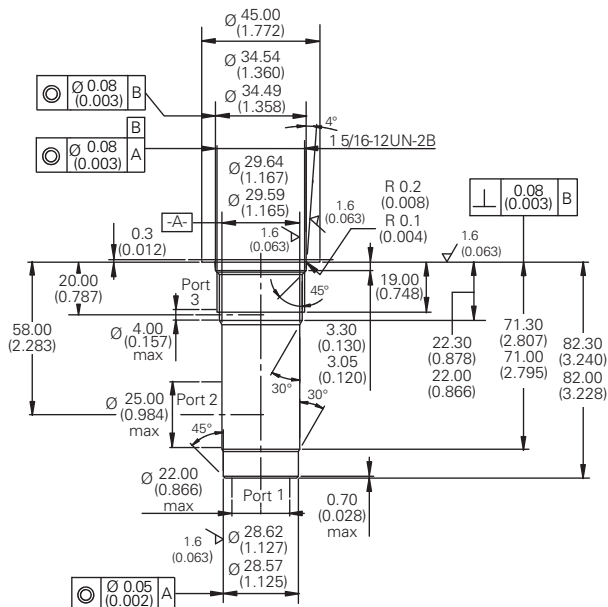 Ø 45.00
(1.772)
Ø 34.54
(1.360)
Ø 34.49
(1.358)
Ø 0.08
(0.003)
B
B
Ø 0.08
(0.003)
A
4°
1 5/16-12UN-2B
Ø 29.64
(1.167)
Ø 29.59
(1.165)
-A-
1.6
(0.063)
1.6
(0.063)
R 0.2
(0.008)
R 0.1
(0.004)
⊥
0.08
(0.003)
B
1.6
(0.063)
0.3
(0.012)
20.00
(0.787)
Port
3
45°
19.00
(0.748)
58.00
(2.283)
Ø 4.00
(0.157)
max
3.30
(0.130)
3.05
(0.120)
22.30
(0.878)
22.00
(0.866)
71.30
(2.807)
71.00
(2.795)
82.30
(3.240)
82.00
(3.228)
Ø 25.00
(0.984)
max
Port 2
30°
30°
45°
Ø 22.00
(0.866)
max
Port 1
0.70
(0.028)
max
1.6
(0.063)
Ø 28.62
(1.127)
Ø 28.57
(1.125)
Ø 0.05
(0.002)
A